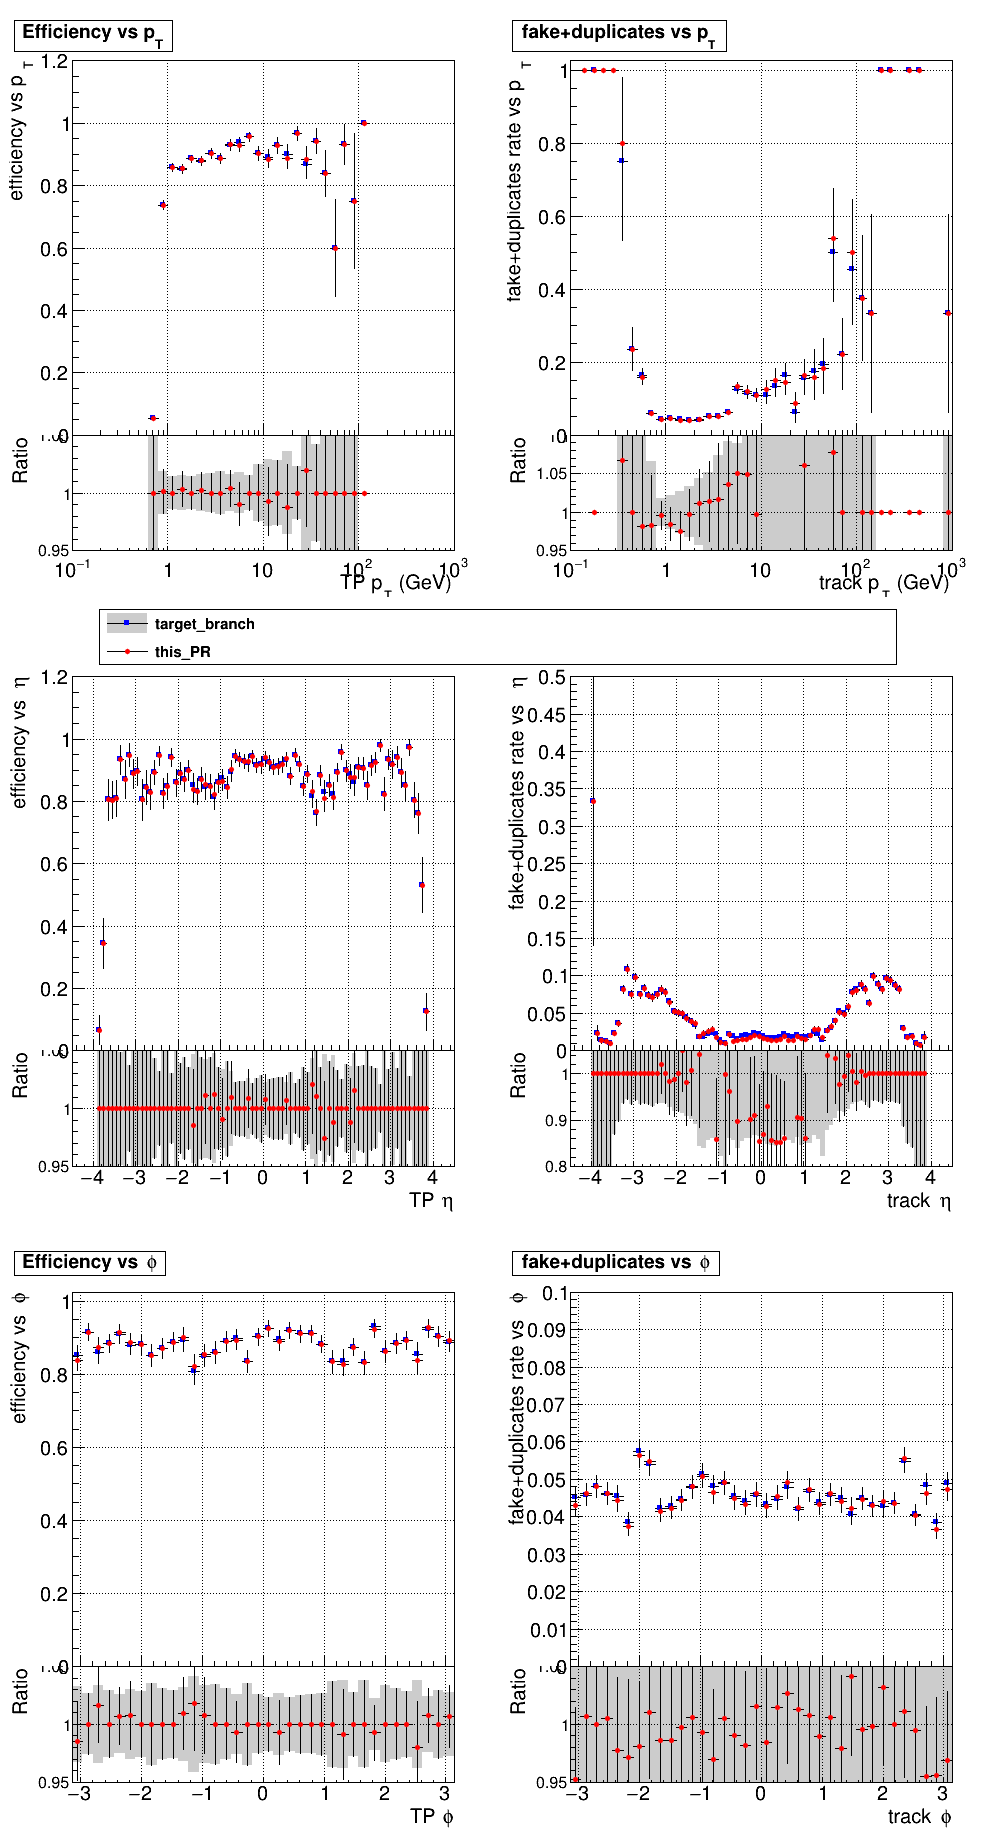 Efficiency vs p_T
fake+duplicates vs p_T
efficiency vs p_T
1.2
1
0.8
0.6
0.4
0.2
0
Ratio
1
0.95
10^-1
1
10
10^2
10^3
TP p_T (GeV)
fake+duplicates rate vs p_T
1
0.8
0.6
0.4
0.2
0
Ratio
1.05
1
0.95
10^-1
1
10
10^2
10^3
track p_T (GeV)
target_branch
this_PR
efficiency vs η
1.2
1
0.8
0.6
0.4
0.2
0
Ratio
1
0.95
−4 −3 −2 −1 0 1 2 3 4
TP η
fake+duplicates rate vs η
0.5
0.45
0.4
0.35
0.3
0.25
0.2
0.15
0.1
0.05
0
Ratio
1
0.9
0.8
−4 −3 −2 −1 0 1 2 3 4
track η
Efficiency vs ϕ
fake+duplicates vs ϕ
efficiency vs ϕ
1
0.8
0.6
0.4
0.2
0
Ratio
1
0.95
−3 −2 −1 0 1 2 3
TP ϕ
fake+duplicates rate vs ϕ
0.1
0.09
0.08
0.07
0.06
0.05
0.04
0.03
0.02
0.01
0
Ratio
1
0.95
−3 −2 −1 0 1 2 3
track ϕ